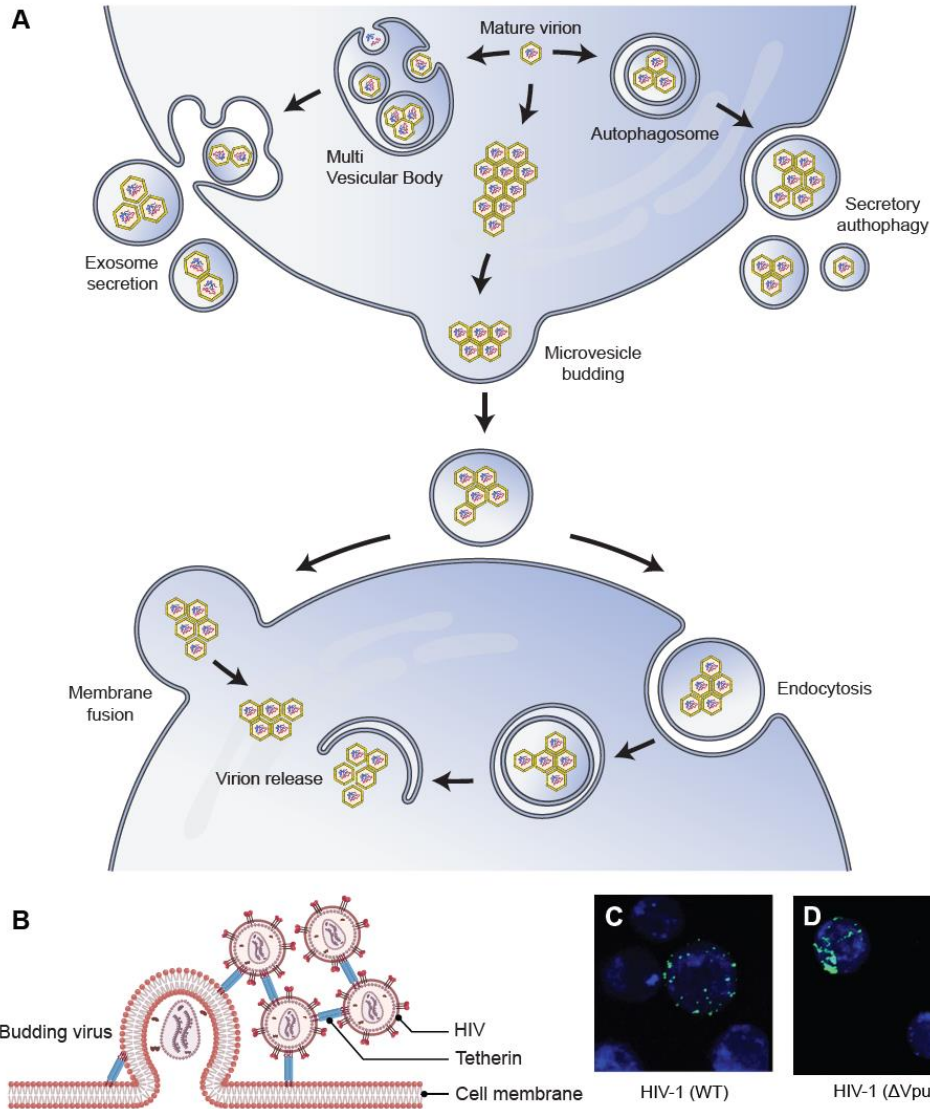 A
Mature virion
Autophagosome
Multi
Vesicular Body
Secretory
authophagy
Exosome
secretion
Microvesicle
budding
Membrane
fusion
Endocytosis
Virion release
B
Budding virus
HIV
Tetherin
Cell membrane
C
HIV-1 (WT)
D
HIV-1 (ΔVpu